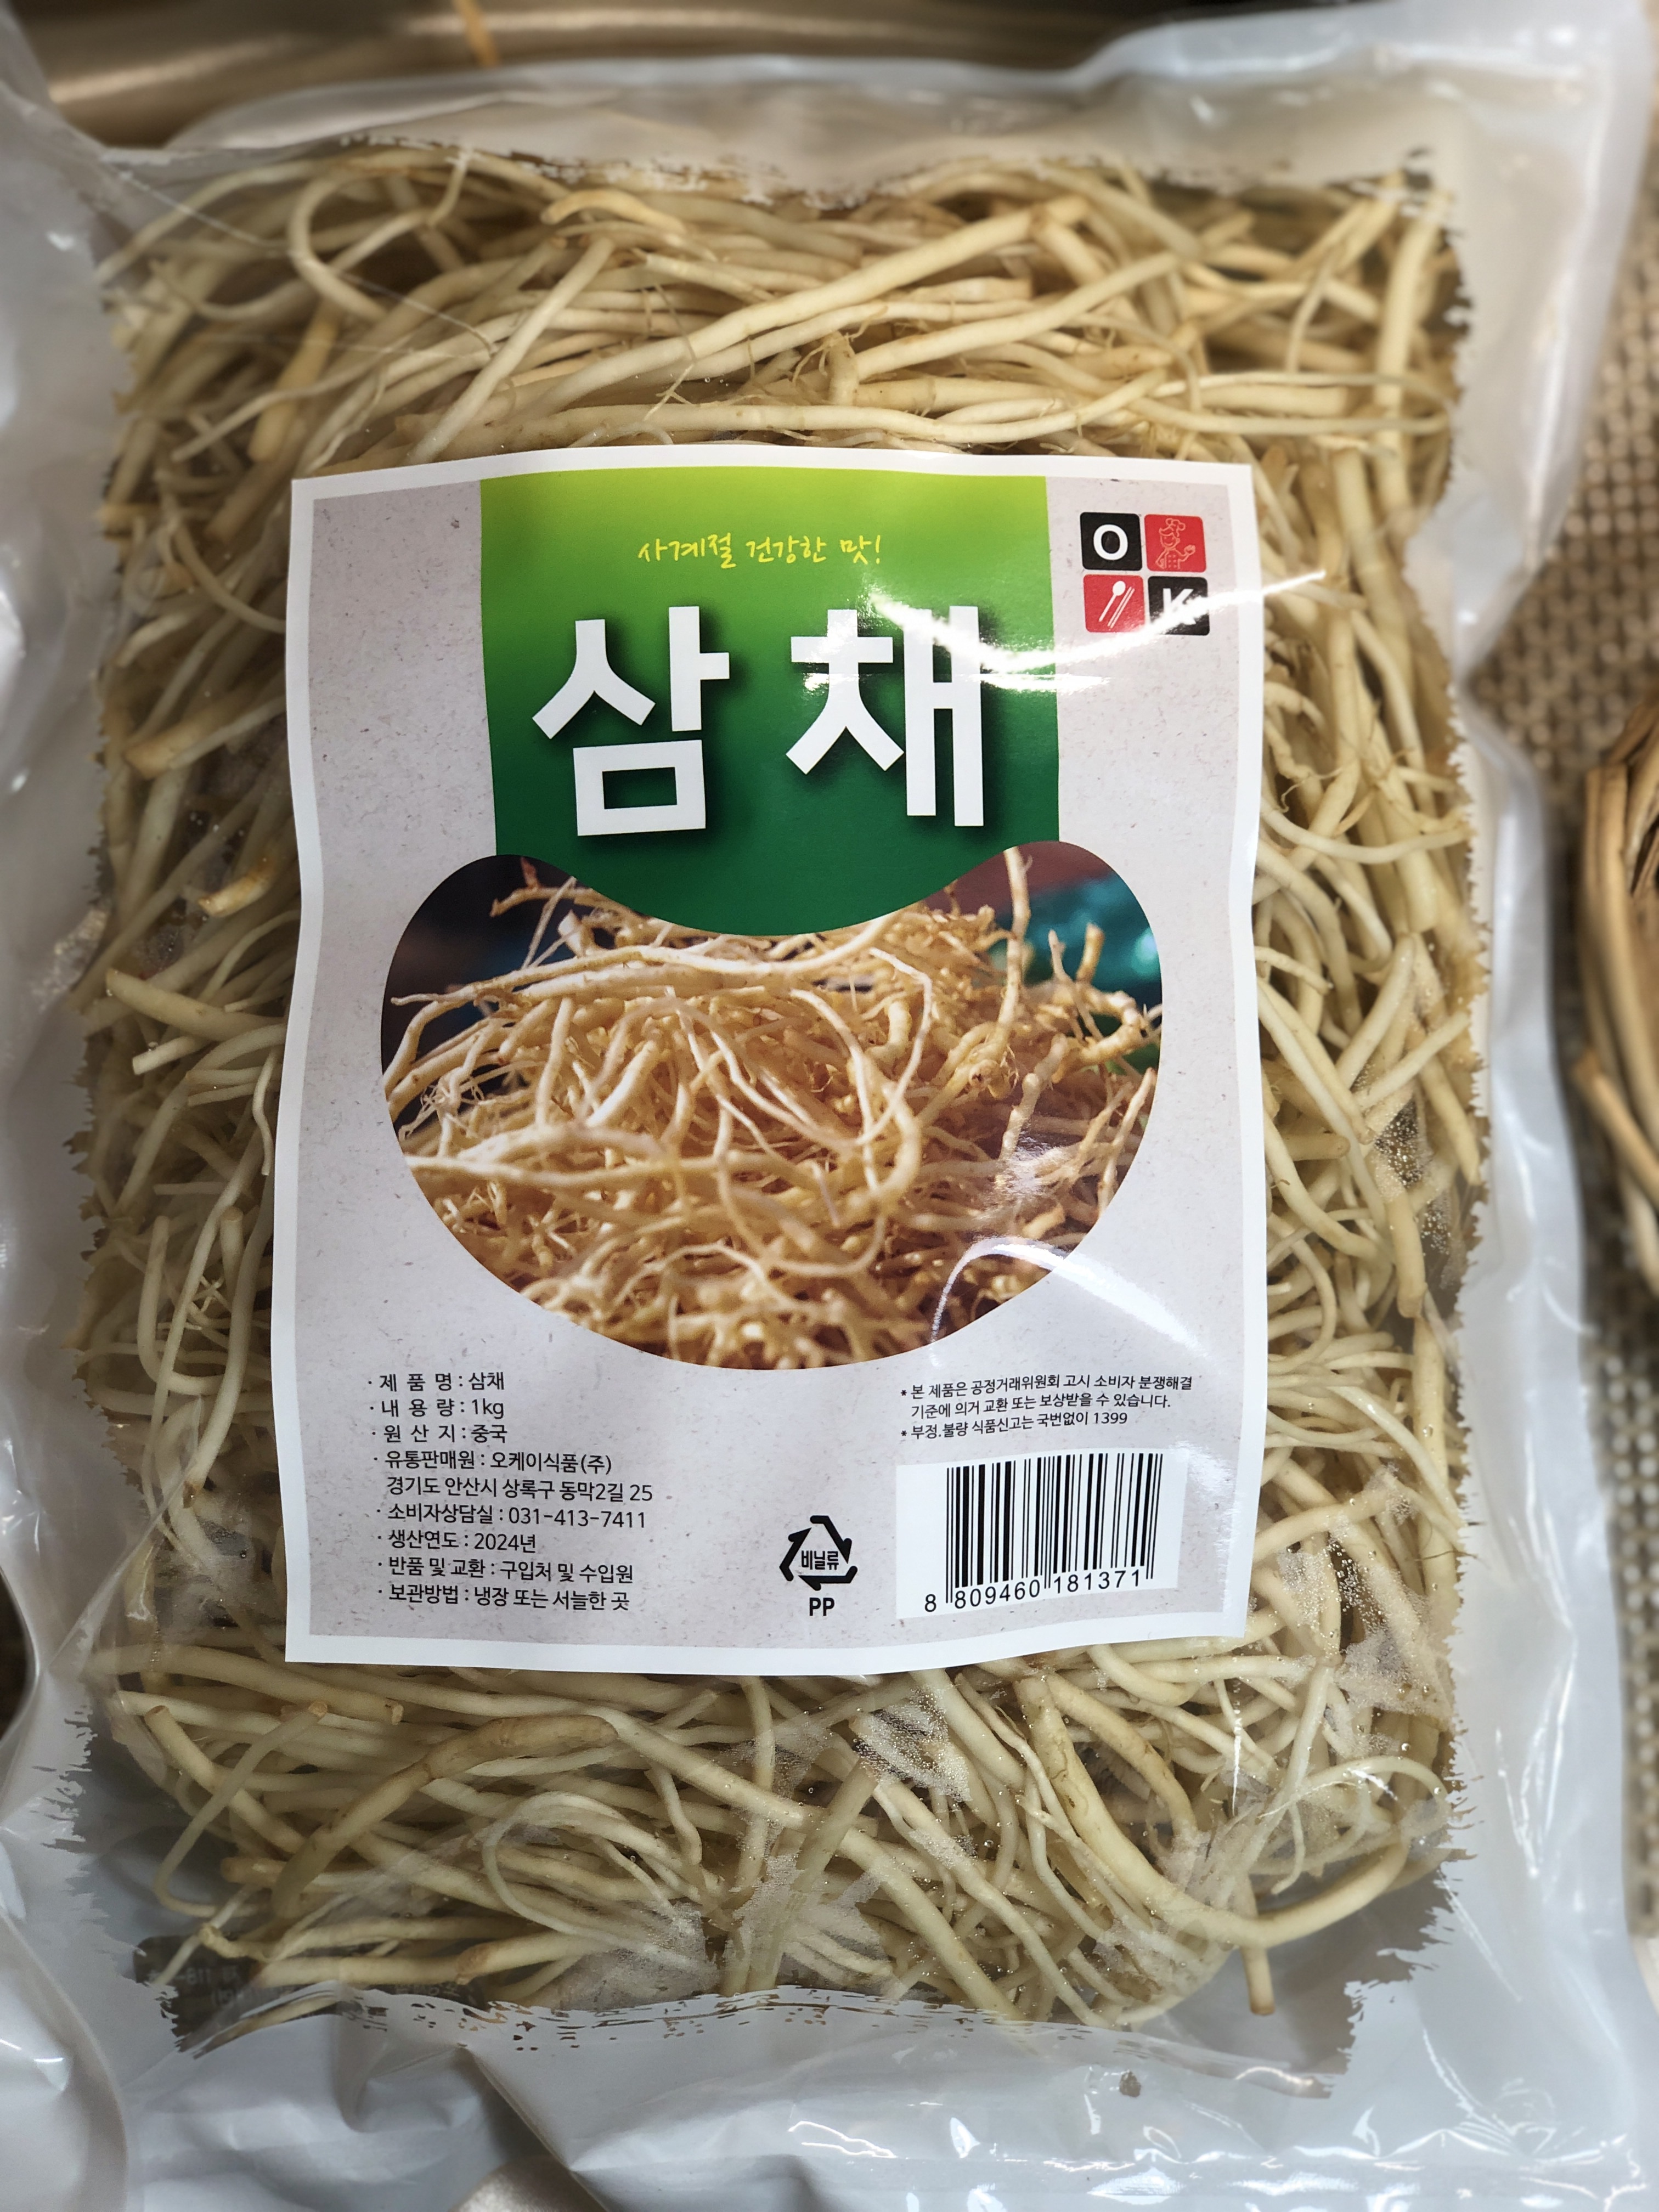 사계절 건강한 맛!
삼채
O
K
· 제 품 명 : 삼채
· 내 용 량 : 1kg
· 원 산 지 : 중국
· 유통판매원 : 오케이식품(주)
경기도 안산시 상록구 동막2길 25
· 소비자상담실 : 031-413-7411
· 생산연도 : 2024년
· 반품 및 교환 : 구입처 및 수입원
· 보관방법 : 냉장 또는 서늘한 곳
* 본 제품은 공정거래위원회 고시 소비자 분쟁해결
기준에 의거 교환 또는 보상받을 수 있습니다.
* 부정.불량 식품신고는 국번없이 1399
비닐류
PP
8 809460 181371